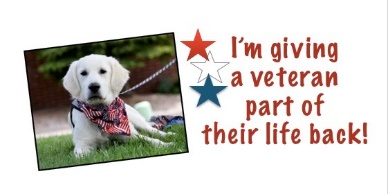 I'm giving
a veteran
part of
their life back!